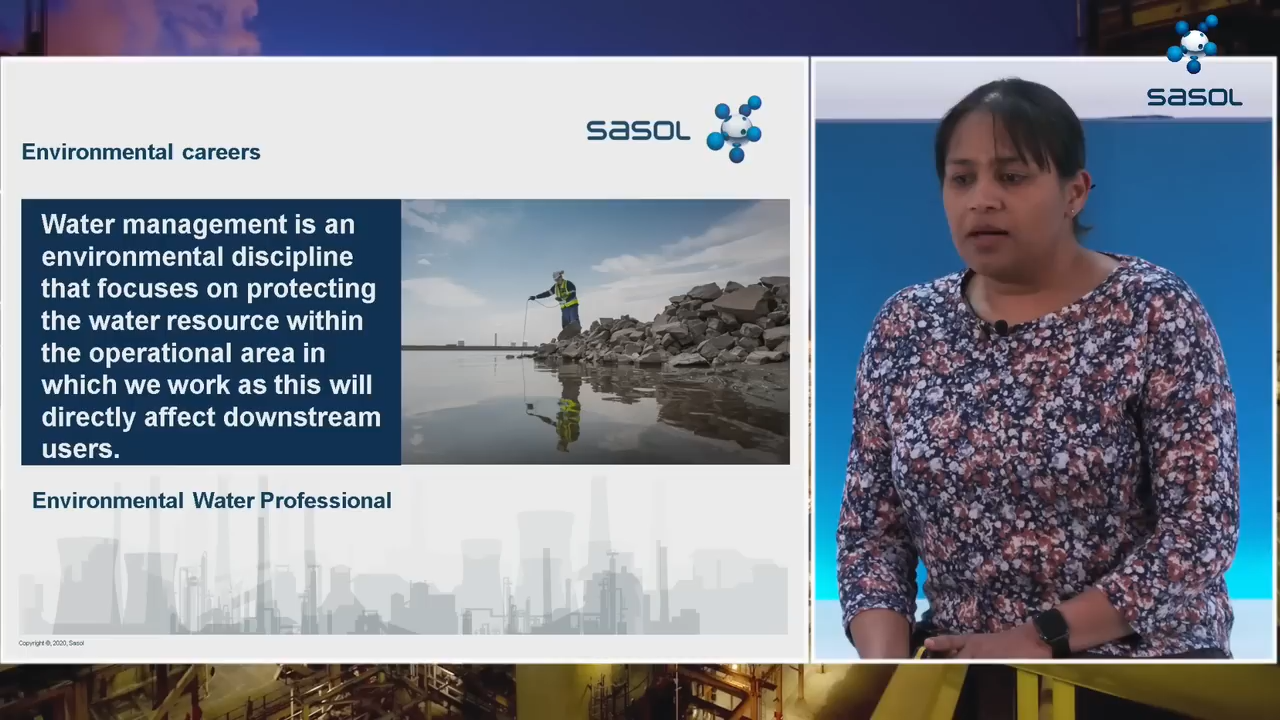 sasol
Environmental careers
Water management is an
environmental discipline
that focuses on protecting
the water resource within
the operational area in
which we work as this will
directly affect downstream
users.
Environmental Water Professional
Copyright ©, 2020, Sasol
sasol